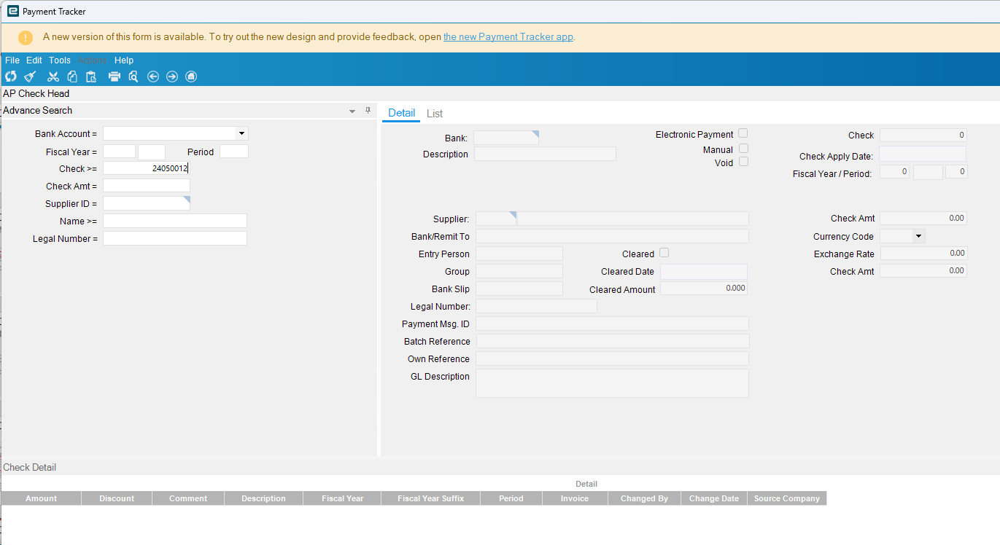 Payment Tracker
A new version of this form is available. To try out the new design and provide feedback, open the new Payment Tracker app.
File Edit Tools Actions Help
AP Check Head
Advance Search
Bank Account =
Fiscal Year = Period
Check >= 24050012
Check Amt =
Supplier ID =
Name >=
Legal Number =
Detail List
Bank:
Description
Electronic Payment
Manual
Void
Check 0
Check Apply Date:
Fiscal Year / Period: 0 0
Supplier:
Bank/Remit To
Entry Person
Group
Bank Slip
Legal Number:
Payment Msg. ID
Batch Reference
Own Reference
GL Description
Cleared
Cleared Date
Cleared Amount 0.000
Check Amt 0.00
Currency Code
Exchange Rate 0.00
Check Amt 0.00
Check Detail
Detail
Amount Discount Comment Description Fiscal Year Fiscal Year Suffix Period Invoice Changed By Change Date Source Company